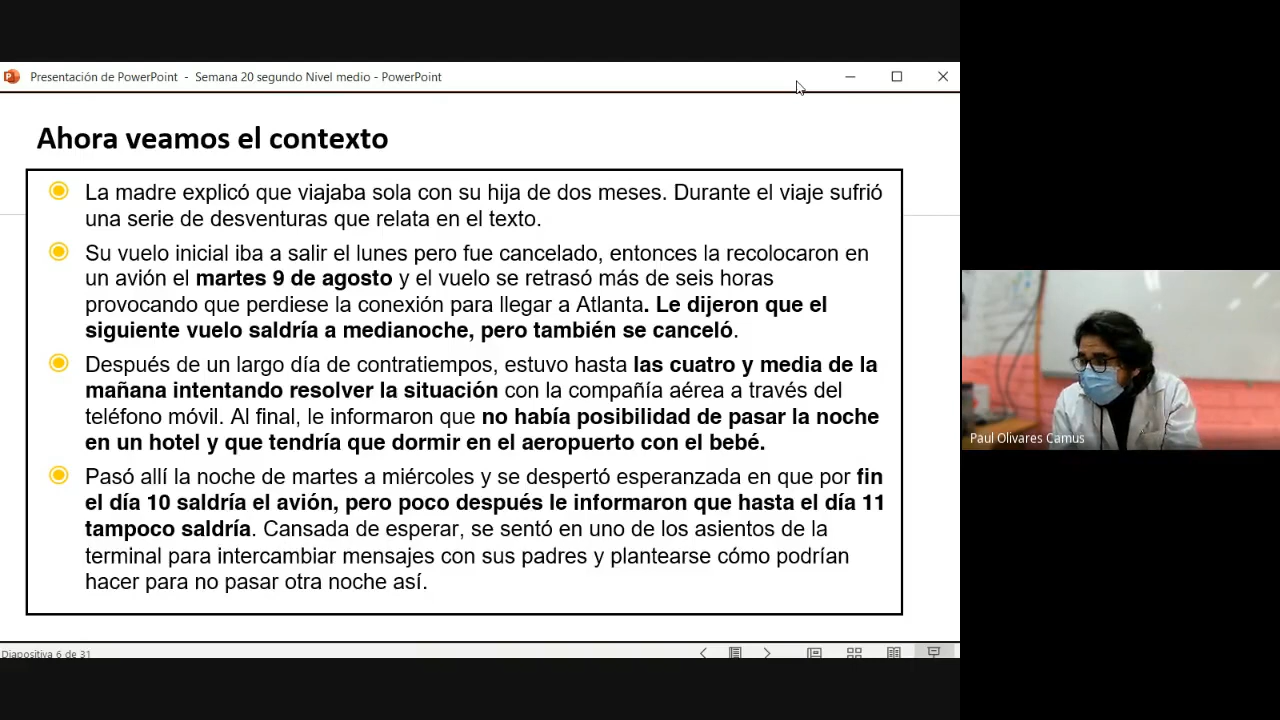 Presentación de PowerPoint - Semana 20 segundo Nivel medio - PowerPoint
Ahora veamos el contexto
La madre explicó que viajaba sola con su hija de dos meses. Durante el viaje sufrió
una serie de desventuras que relata en el texto.
Su vuelo inicial iba a salir el lunes pero fue cancelado, entonces la recolocaron en
un avión el martes 9 de agosto y el vuelo se retrasó más de seis horas
provocando que perdiese la conexión para llegar a Atlanta. Le dijeron que el
siguiente vuelo saldría a medianoche, pero también se canceló.
Después de un largo día de contratiempos, estuvo hasta las cuatro y media de la
mañana intentando resolver la situación con la compañía aérea a través del
teléfono móvil. Al final, le informaron que no había posibilidad de pasar la noche
en un hotel y que tendría que dormir en el aeropuerto con el bebé.
Pasó allí la noche de martes a miércoles y se despertó esperanzada en que por fin
el día 10 saldría el avión, pero poco después le informaron que hasta el día 11
tampoco saldría. Cansada de esperar, se sentó en uno de los asientos de la
terminal para intercambiar mensajes con sus padres y plantearse cómo podrían
hacer para no pasar otra noche así.
Paul Olivares Camus
Diapositiva 6 de 31